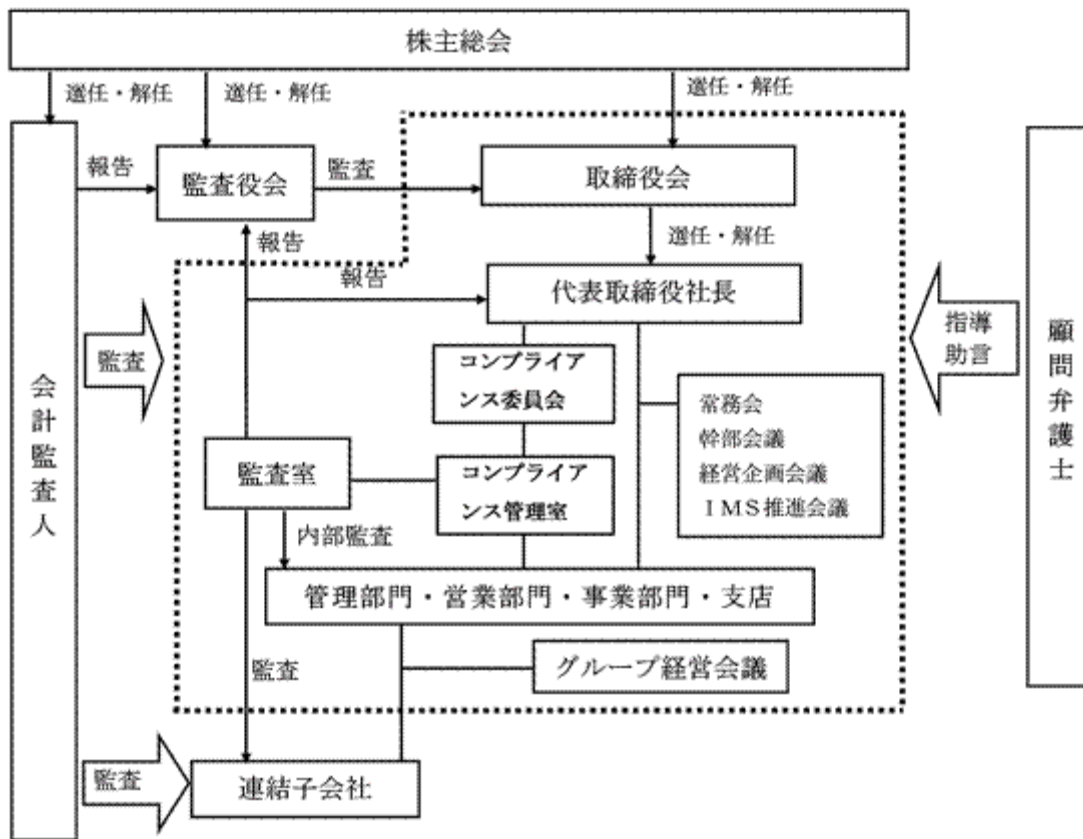 株主総会
選任・解任
選任・解任
選任・解任
報告
監査役会
監査
取締役会
選任・解任
報告
報告
代表取締役社長
監査
指導
助言
会計監査人
顧問弁護士
コンプライア
ンス委員会
常務会
幹部会議
経営企画会議
ＩＭＳ推進会議
監査室
コンプライア
ンス管理室
内部監査
管理部門・営業部門・事業部門・支店
グループ経営会議
監査
監査
連結子会社